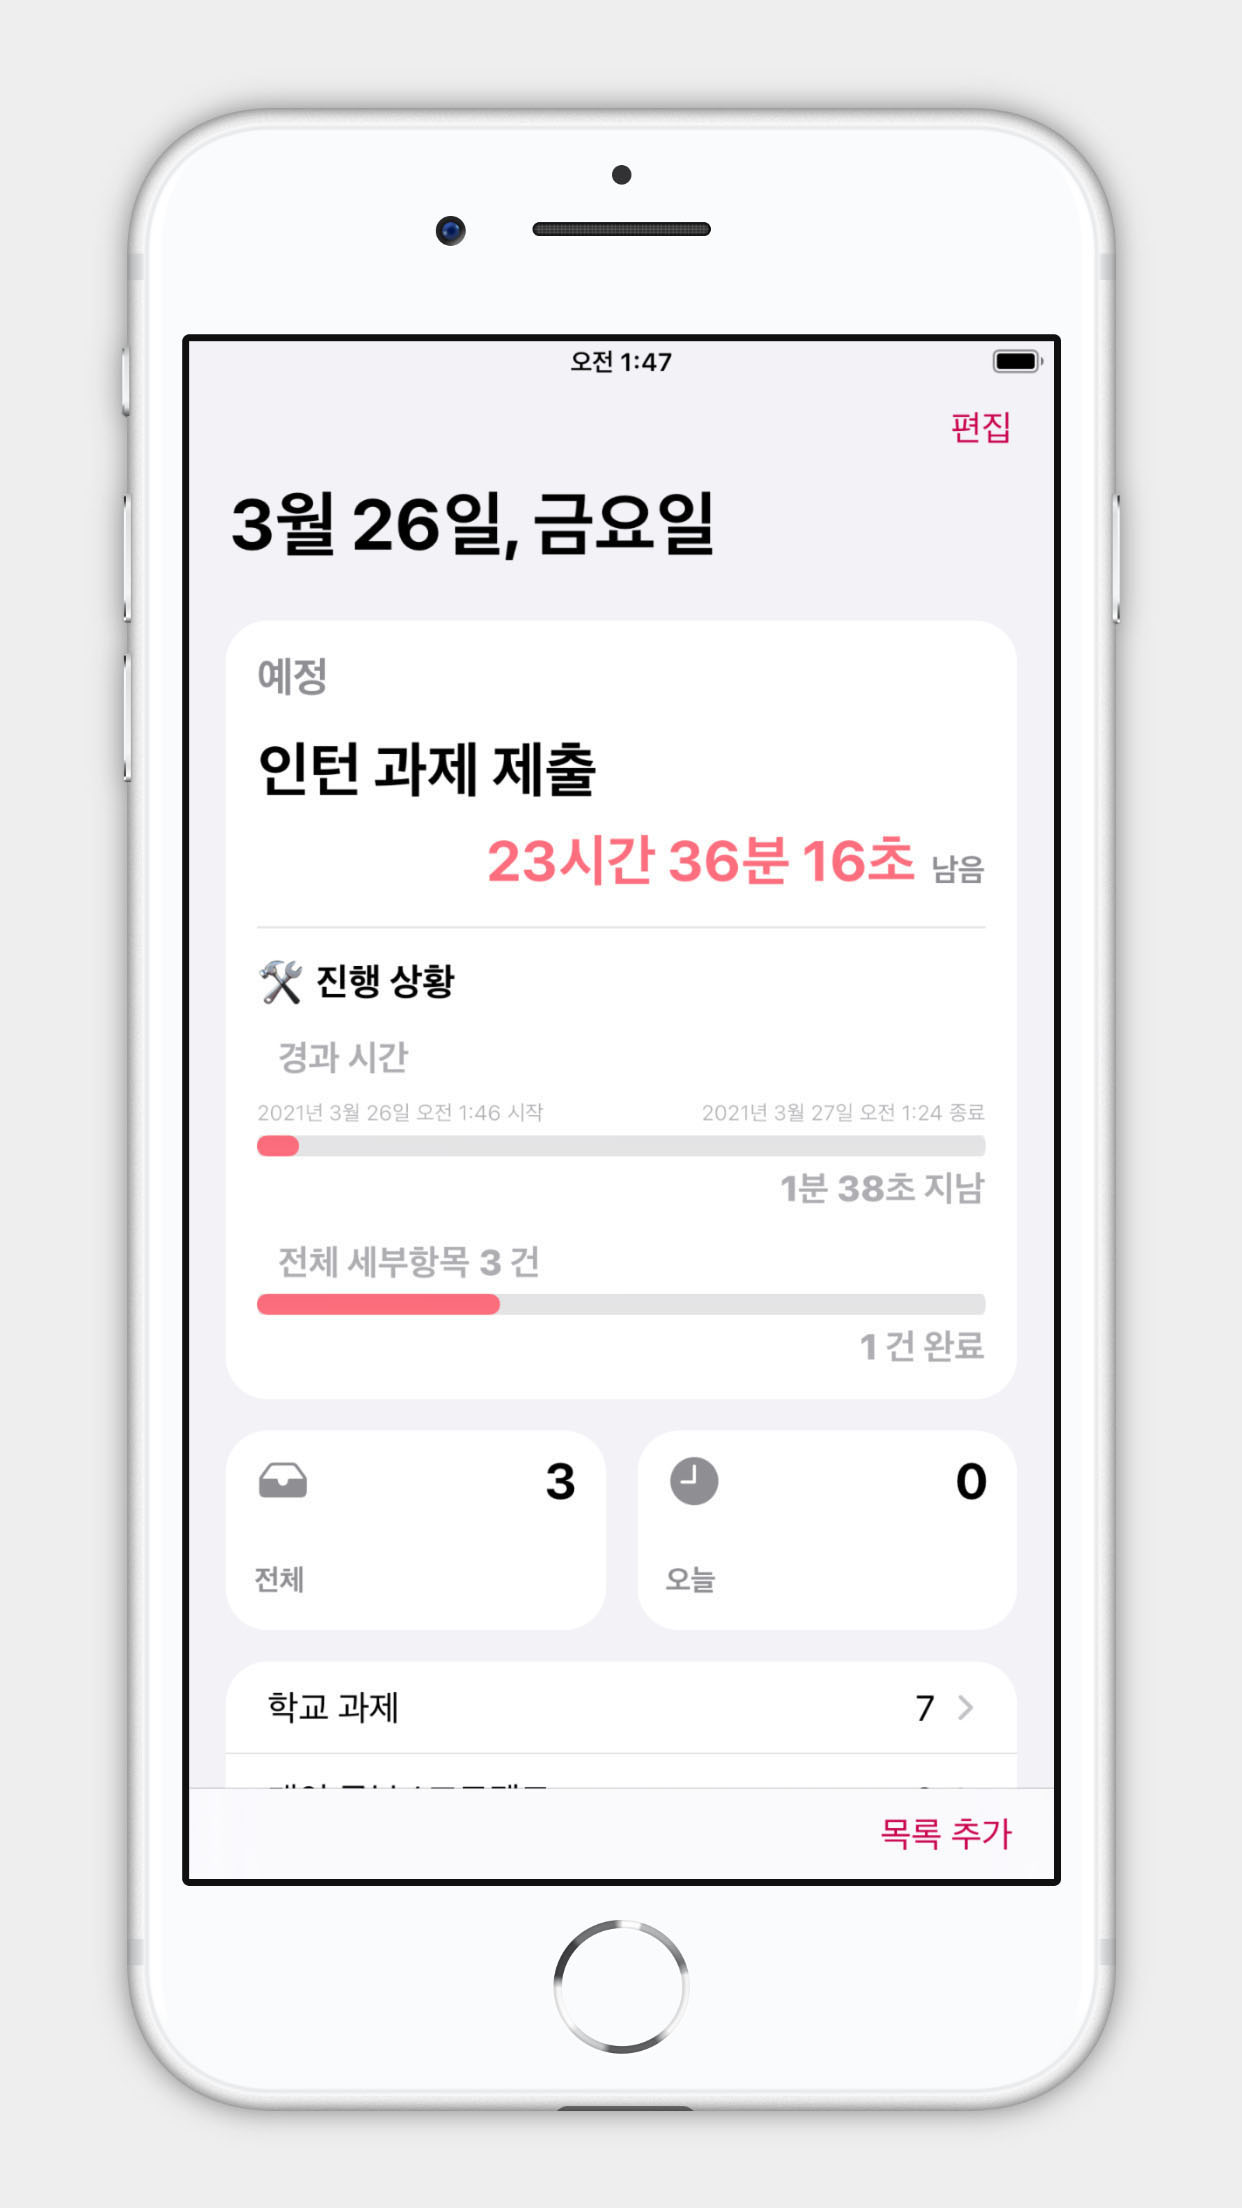 오전 1:47
편집
3월 26일, 금요일
예정
인턴 과제 제출
23시간 36분 16초 남음
진행 상황
경과 시간
2021년 3월 26일 오전 1:46 시작
2021년 3월 27일 오전 1:24 종료
1분 38초 지남
전체 세부항목 3 건
1 건 완료
3
전체
0
오늘
학교 과제 7
목록 추가